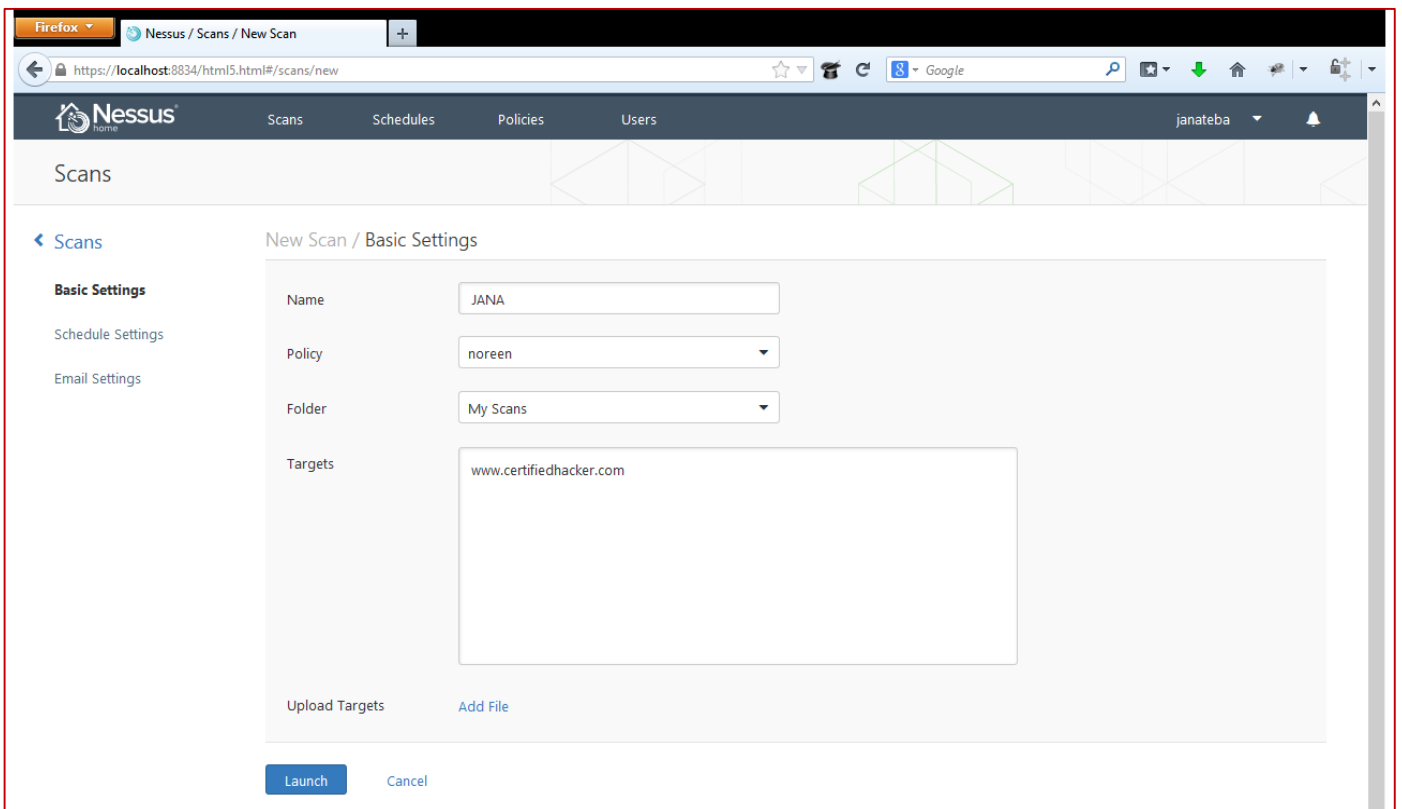 Firefox
Nessus / Scans / New Scan
+
https://localhost:8834/html5.html#/scans/new
8 Google
Nessus
home
Scans
Schedules
Policies
Users
janateba
Scans
Scans
New Scan / Basic Settings
Basic Settings
Name
JANA
Schedule Settings
Policy
noreen
Email Settings
Folder
My Scans
Targets
www.certifiedhacker.com
Upload Targets
Add File
Launch
Cancel